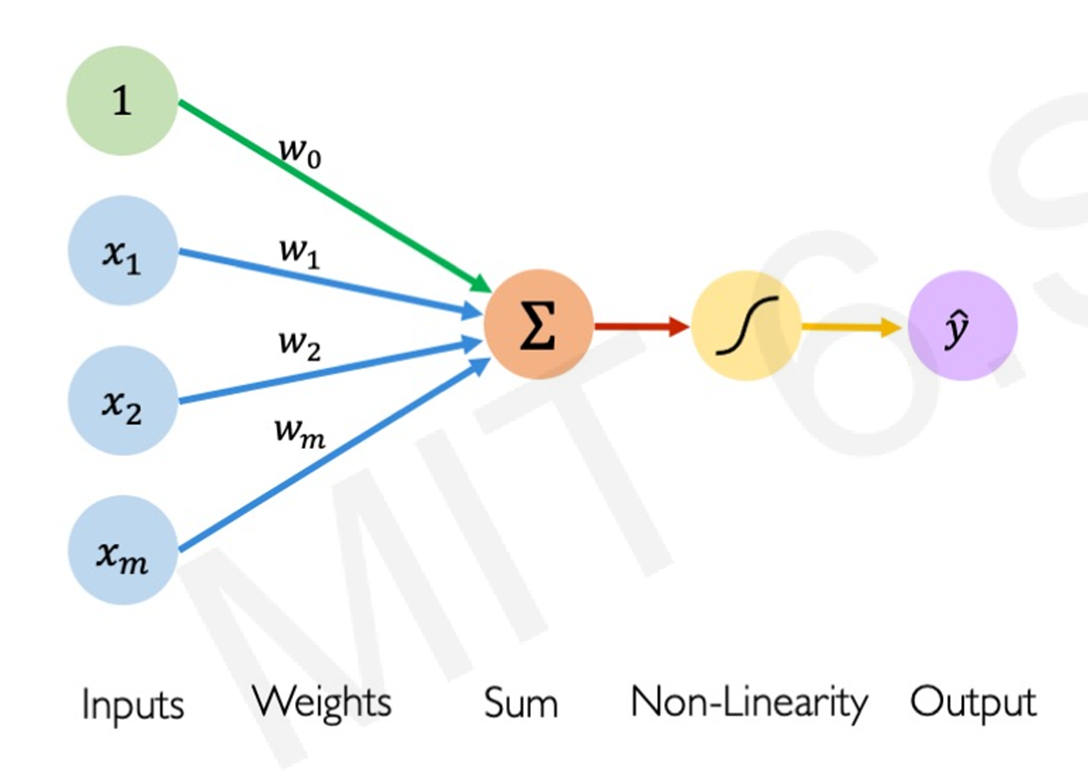 1
w₀
x₁
w₁
x₂
w₂
xₘ
wₘ
Σ
ŷ
Inputs Weights Sum Non-Linearity Output
MIT 6.S